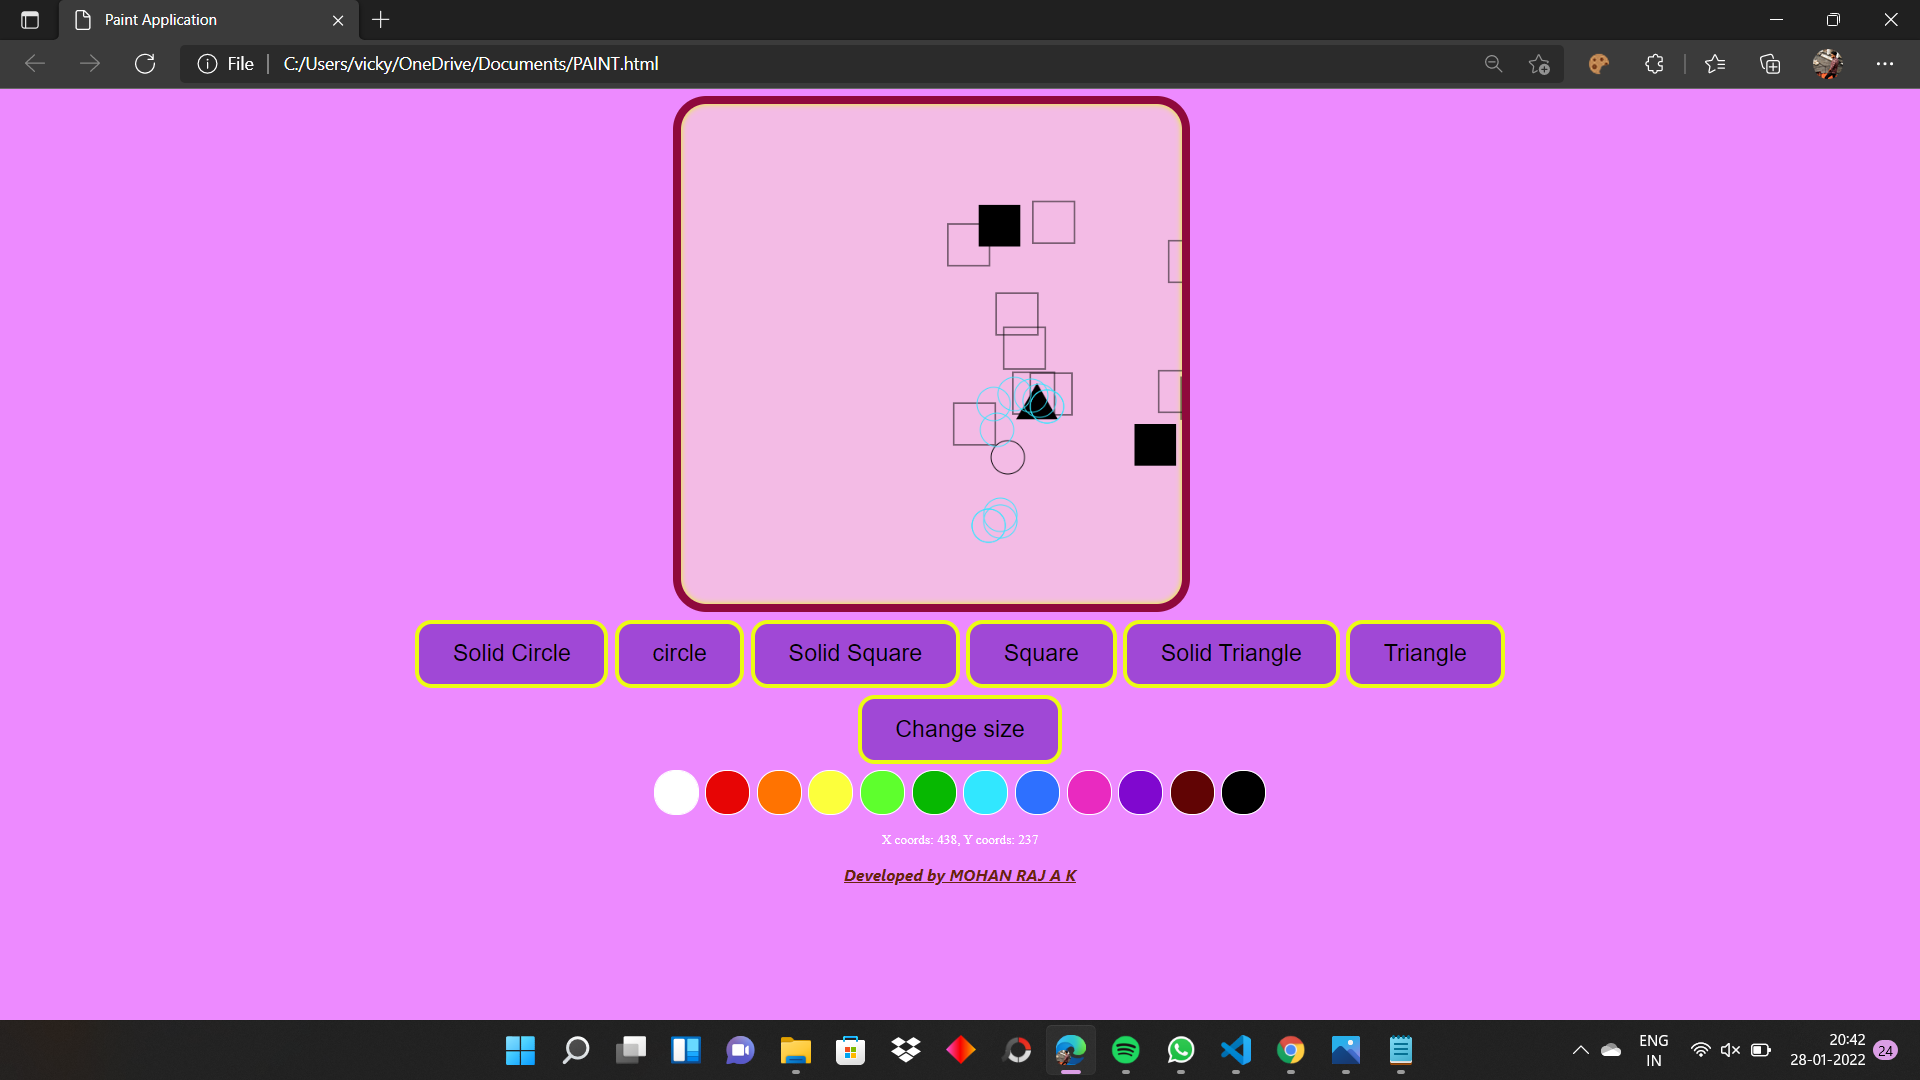 Paint Application
File
C:/Users/vicky/OneDrive/Documents/PAINT.html
Solid Circle
circle
Solid Square
Square
Solid Triangle
Triangle
Change size
X coords: 438, Y coords: 237
Developed by MOHAN RAJ A K
ENG
IN
20:42
28-01-2022
24